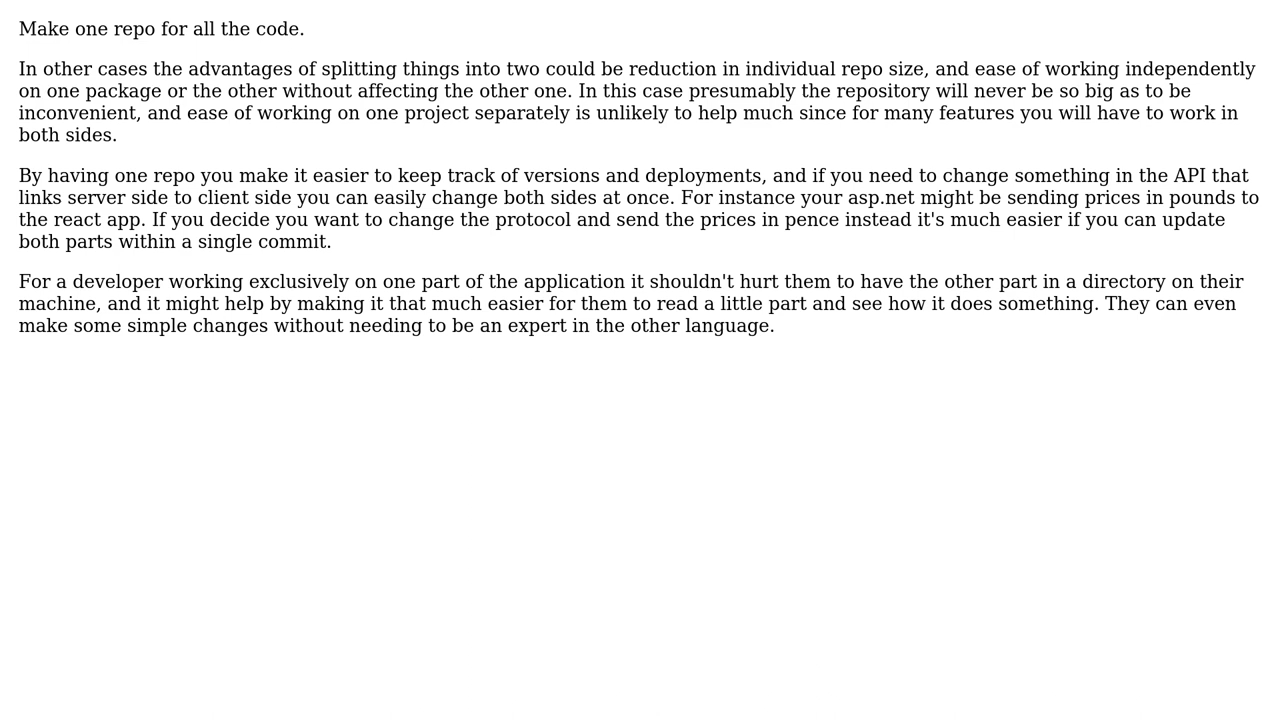 Make one repo for all the code.
In other cases the advantages of splitting things into two could be reduction in individual repo size, and ease of working independently
on one package or the other without affecting the other one. In this case presumably the repository will never be so big as to be
inconvenient, and ease of working on one project separately is unlikely to help much since for many features you will have to work in
both sides.
By having one repo you make it easier to keep track of versions and deployments, and if you need to change something in the API that
links server side to client side you can easily change both sides at once. For instance your asp.net might be sending prices in pounds to
the react app. If you decide you want to change the protocol and send the prices in pence instead it's much easier if you can update
both parts within a single commit.
For a developer working exclusively on one part of the application it shouldn't hurt them to have the other part in a directory on their
machine, and it might help by making it that much easier for them to read a little part and see how it does something. They can even
make some simple changes without needing to be an expert in the other language.